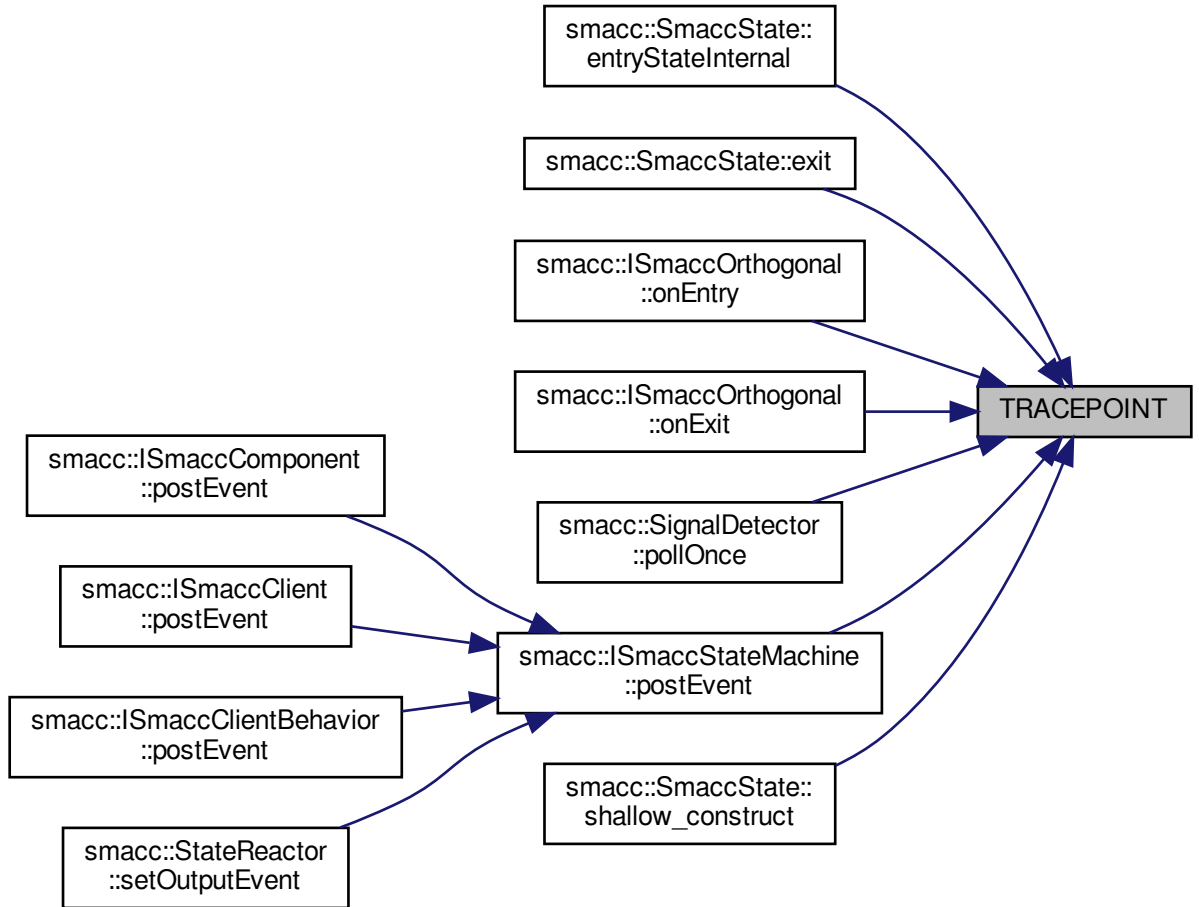 smacc::SmaccState::
entryStateInternal
smacc::SmaccState::exit
smacc::ISmaccOrthogonal
::onEntry
smacc::ISmaccOrthogonal
::onExit
TRACEPOINT
smacc::ISmaccComponent
::postEvent
smacc::SignalDetector
::pollOnce
smacc::ISmaccClient
::postEvent
smacc::ISmaccStateMachine
::postEvent
smacc::ISmaccClientBehavior
::postEvent
smacc::SmaccState::
shallow_construct
smacc::StateReactor
::setOutputEvent